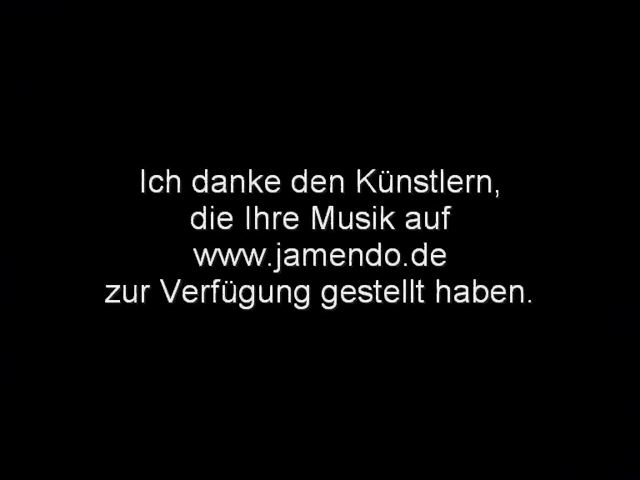 Ich danke den Künstlern,
die Ihre Musik auf
www.jamendo.de
zur Verfügung gestellt haben.